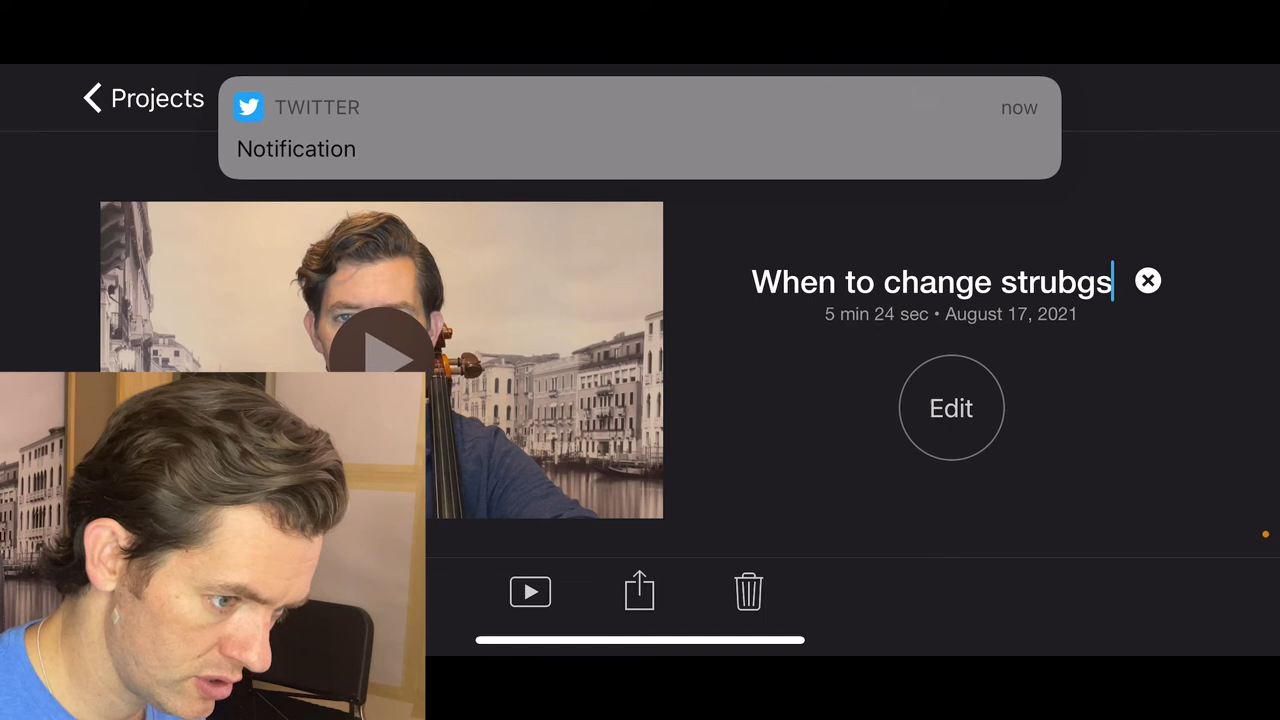 Projects
TWITTER
now
Notification
When to change strubgs
5 min 24 sec • August 17, 2021
Edit